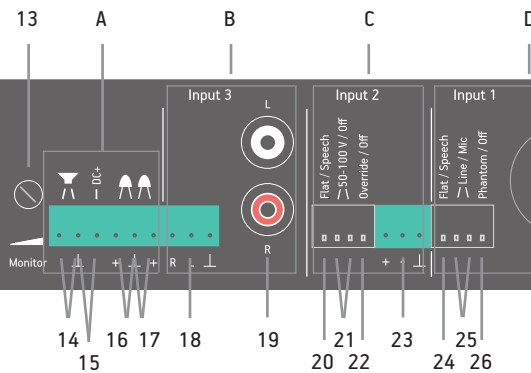 13 A B C D
Input 3
L
R
DC+
Monitor
+ + R L
Input 2
Flat / Speech
50-100 V / Off
Override / Off
+ -
Input 1
Flat / Speech
Line / Mic
Phantom / Off
14 16 17 18 19 21 23 25
15 20 22 24 26